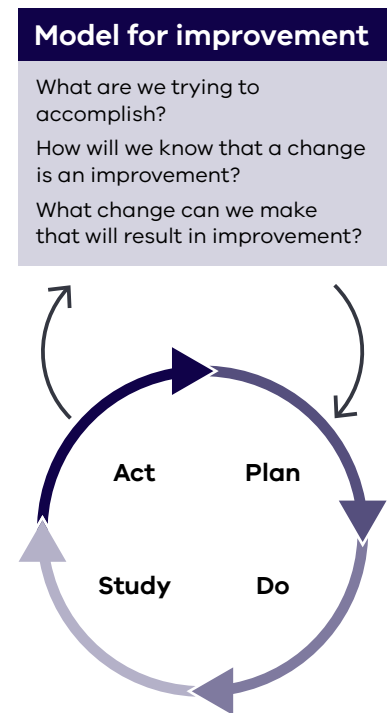 Model for improvement
What are we trying to
accomplish?
How will we know that a change
is an improvement?
What change can we make
that will result in improvement?
Act
Plan
Study
Do